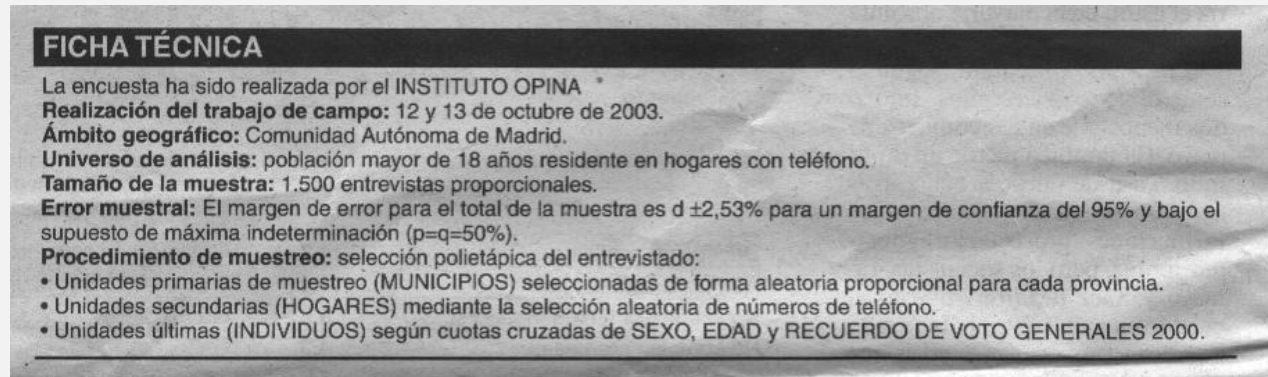 FICHA TÉCNICA
La encuesta ha sido realizada por el INSTITUTO OPINA
Realización del trabajo de campo: 12 y 13 de octubre de 2003.
Ámbito geográfico: Comunidad Autónoma de Madrid.
Universo de análisis: población mayor de 18 años residente en hogares con teléfono.
Tamaño de la muestra: 1.500 entrevistas proporcionales.
Error muestral: El margen de error para el total de la muestra es d ±2,53% para un margen de confianza del 95% y bajo el
supuesto de máxima indeterminación (p=q=50%).
Procedimiento de muestreo: selección polietápica del entrevistado:
• Unidades primarias de muestreo (MUNICIPIOS) seleccionadas de forma aleatoria proporcional para cada provincia.
• Unidades secundarias (HOGARES) mediante la selección aleatoria de números de teléfono.
• Unidades últimas (INDIVIDUOS) según cuotas cruzadas de SEXO, EDAD y RECUERDO DE VOTO GENERALES 2000.